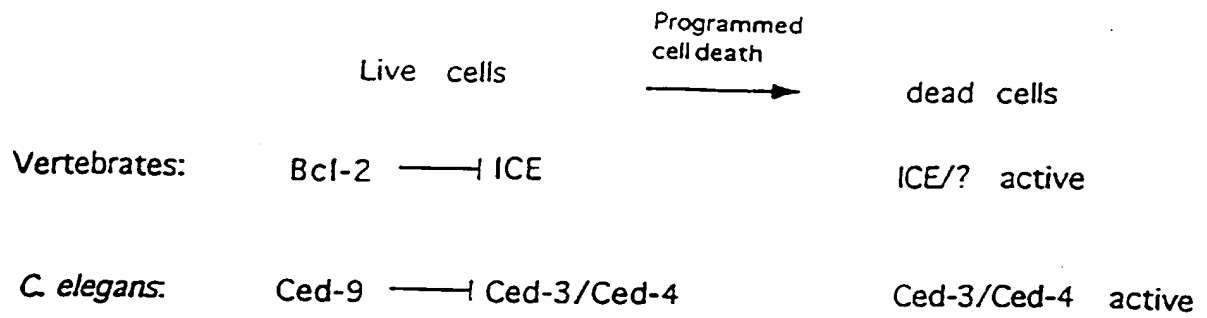 Programmed
cell death
Live cells
dead cells
Vertebrates: Bcl-2 ICE ICE/? active
C. elegans: Ced-9 Ced-3/Ced-4 Ced-3/Ced-4 active